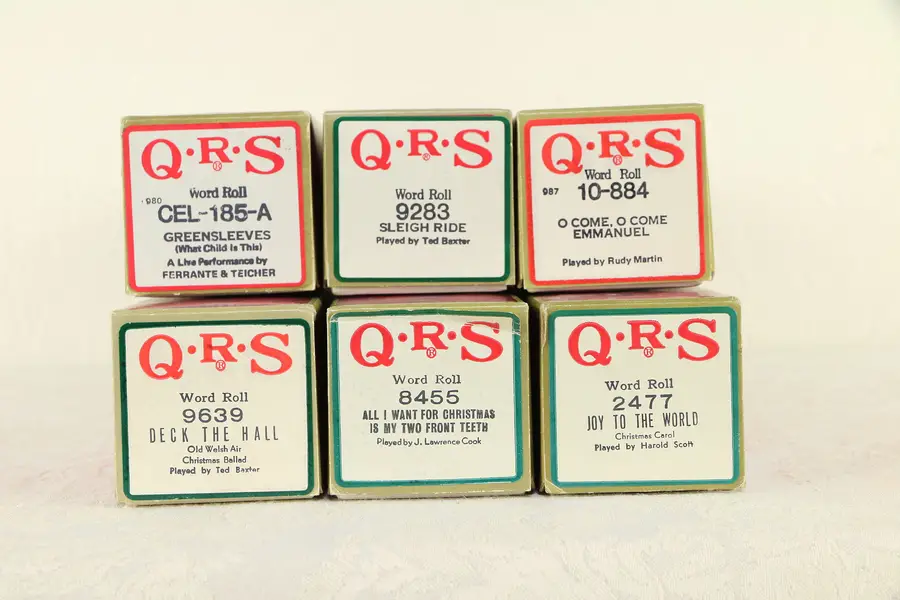 Q·R·S®
Word Roll
980
CEL-185-A
GREENSLEEVES
(What Child Is This)
A Live Performance by
FERRANTE & TEICHER
Q·R·S®
Word Roll
9283
SLEIGH RIDE
Played by Ted Baxter
Q·R·S®
Word Roll
987 10-884
O COME, O COME
EMMANUEL
Played by Rudy Martin
Q·R·S®
Word Roll
9639
DECK THE HALL
Old Welsh Air
Christmas Ballad
Played by Ted Baxter
Q·R·S®
Word Roll
8455
ALL I WANT FOR CHRISTMAS
IS MY TWO FRONT TEETH
Played by J. Lawrence Cook
Q·R·S®
Word Roll
2477
JOY TO THE WORLD
Christmas Carol
Played by Harold Scott